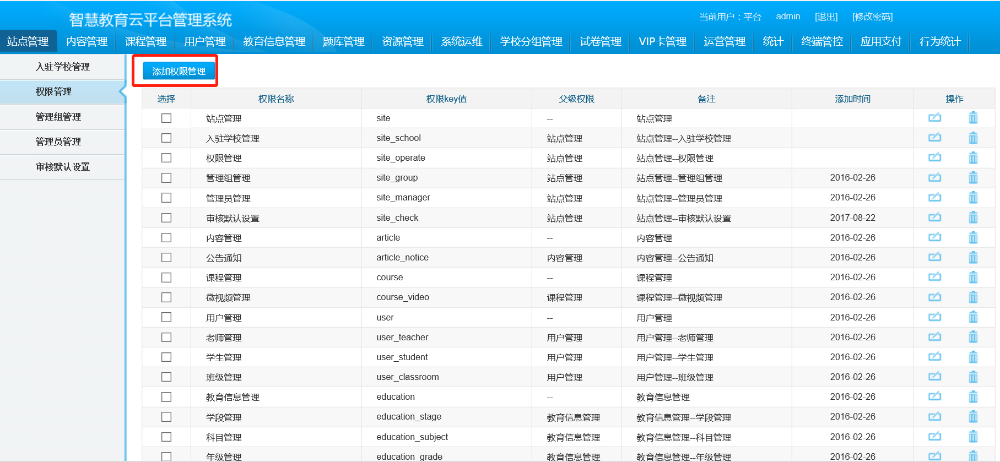 智慧教育云平台管理系统
当前用户：平台 admin [退出] [修改密码]
站点管理 内容管理 课程管理 用户管理 教育信息管理 题库管理 资源管理 系统运维 学校分组管理 试卷管理 VIP卡管理 运营管理 统计 终端管控 应用支付 行为统计
入驻学校管理
权限管理
管理组管理
管理员管理
审核默认设置
添加权限管理
选择 权限名称 权限key值 父级权限 备注 添加时间 操作
站点管理 site -- 站点管理
入驻学校管理 site_school 站点管理 站点管理--入驻学校管理
权限管理 site_operate 站点管理 站点管理--权限管理
管理组管理 site_group 站点管理 站点管理--管理组管理 2016-02-26
管理员管理 site_manager 站点管理 站点管理--管理员管理 2016-02-26
审核默认设置 site_check 站点管理 站点管理--审核默认设置 2017-08-22
内容管理 article -- 内容管理 2016-02-26
公告通知 article_notice 内容管理 内容管理--公告通知 2016-02-26
课程管理 course -- 课程管理 2016-02-26
微视频管理 course_video 课程管理 课程管理--微视频管理 2016-02-26
用户管理 user -- 用户管理 2016-02-26
老师管理 user_teacher 用户管理 用户管理--老师管理 2016-02-26
学生管理 user_student 用户管理 用户管理--学生管理 2016-02-26
班级管理 user_classroom 用户管理 用户管理--班级管理 2016-02-26
教育信息管理 education -- 教育信息管理 2016-02-26
学段管理 education_stage 教育信息管理 教育信息管理--学段管理 2016-02-26
科目管理 education_subject 教育信息管理 教育信息管理--科目管理 2016-02-26
年级管理 education_grade 教育信息管理 教育信息管理--年级管理 2016-02-26